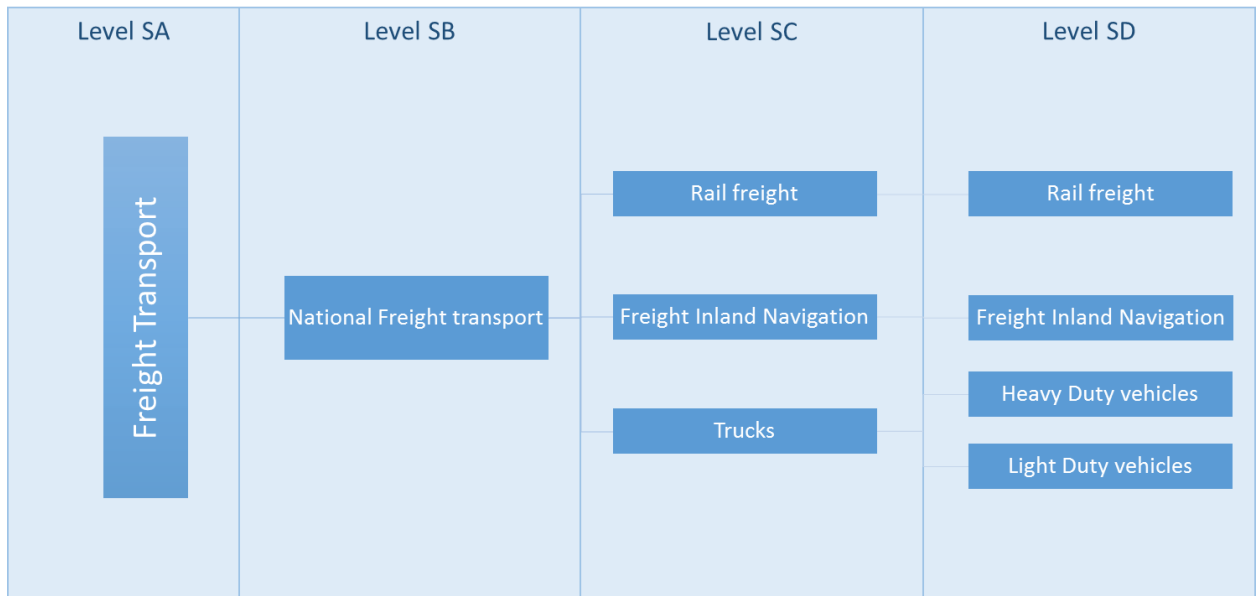 Level SA
Level SB
Level SC
Level SD
Freight Transport
National Freight transport
Rail freight
Freight Inland Navigation
Trucks
Rail freight
Freight Inland Navigation
Heavy Duty vehicles
Light Duty vehicles